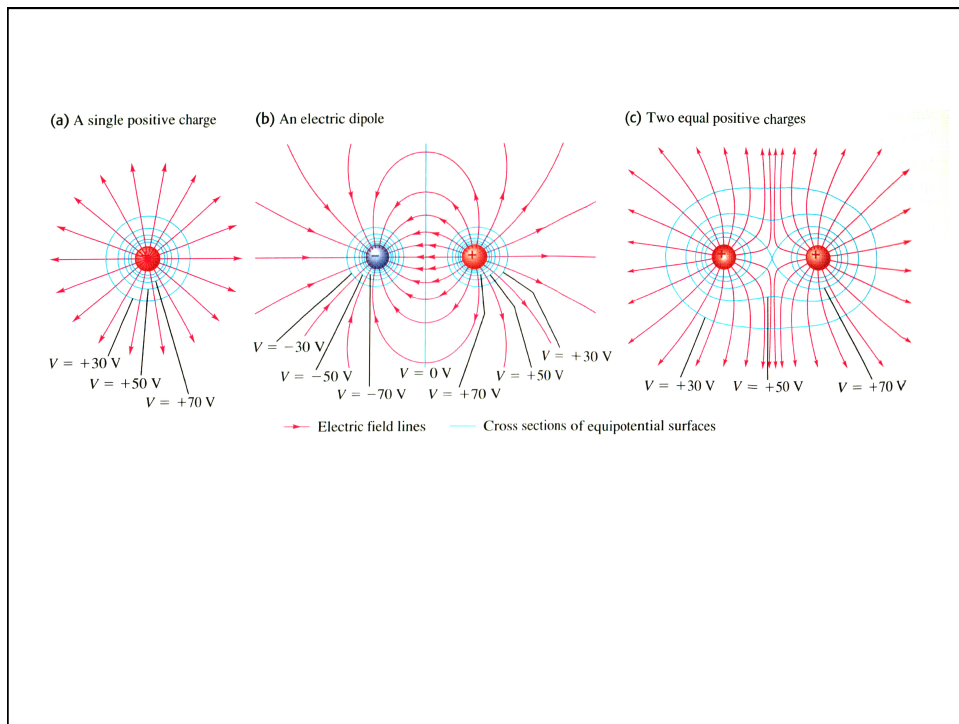 (a) A single positive charge
(b) An electric dipole
(c) Two equal positive charges
−
+
+
+
V = +30 V
V = +50 V
V = +70 V
V = −30 V
V = −50 V
V = −70 V
V = 0 V
V = +70 V
V = +50 V
V = +30 V
V = +30 V
V = +50 V
V = +70 V
Electric field lines
Cross sections of equipotential surfaces